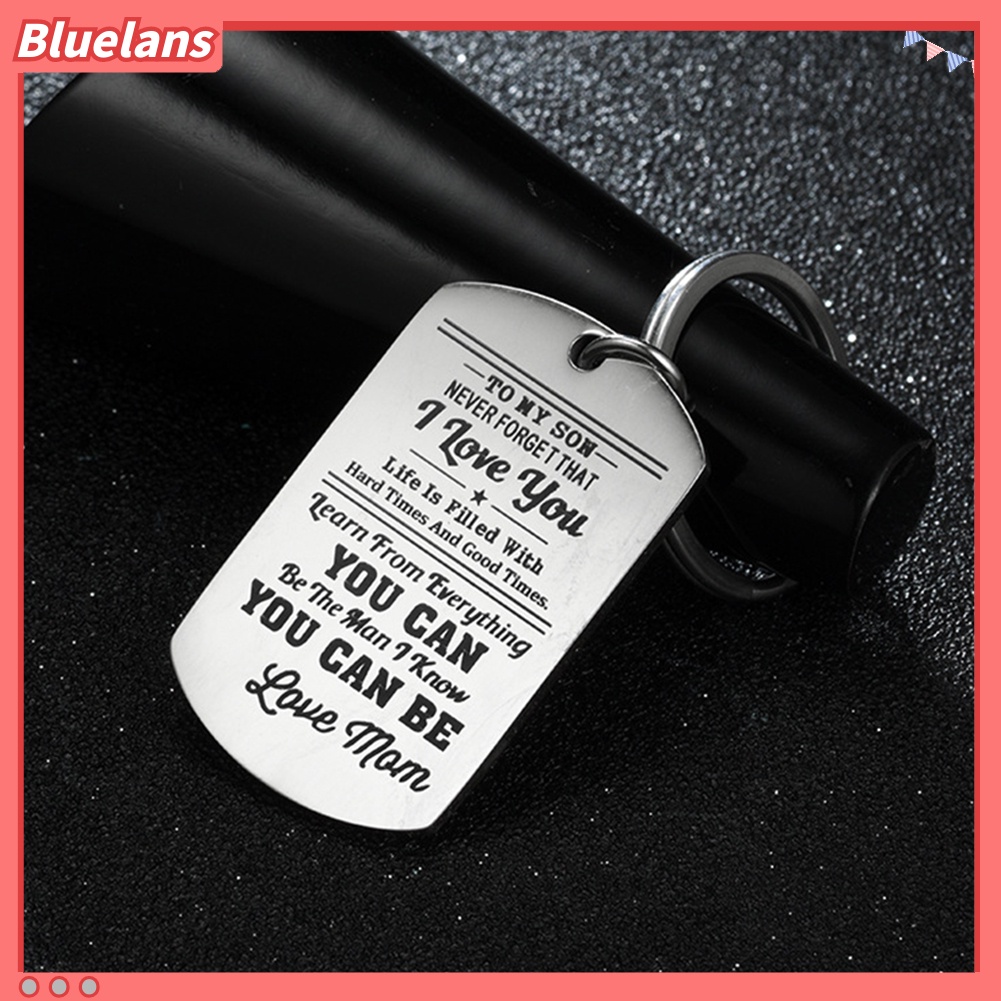 Bluelans
TO MY SON
NEVER FORGET THAT
I Love You
Life Is Filled With
Hard Times And Good Times.
Learn From Everything
YOU CAN
Be The Man I Know
YOU CAN BE
Love Mom